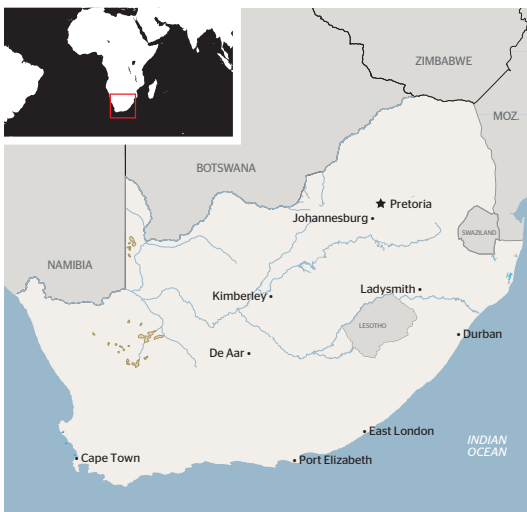 ZIMBABWE
MOZ.
BOTSWANA
Pretoria
Johannesburg
SWAZILAND
NAMIBIA
Kimberley
Ladysmith
LESOTHO
Durban
De Aar
East London
INDIAN
OCEAN
Cape Town
Port Elizabeth